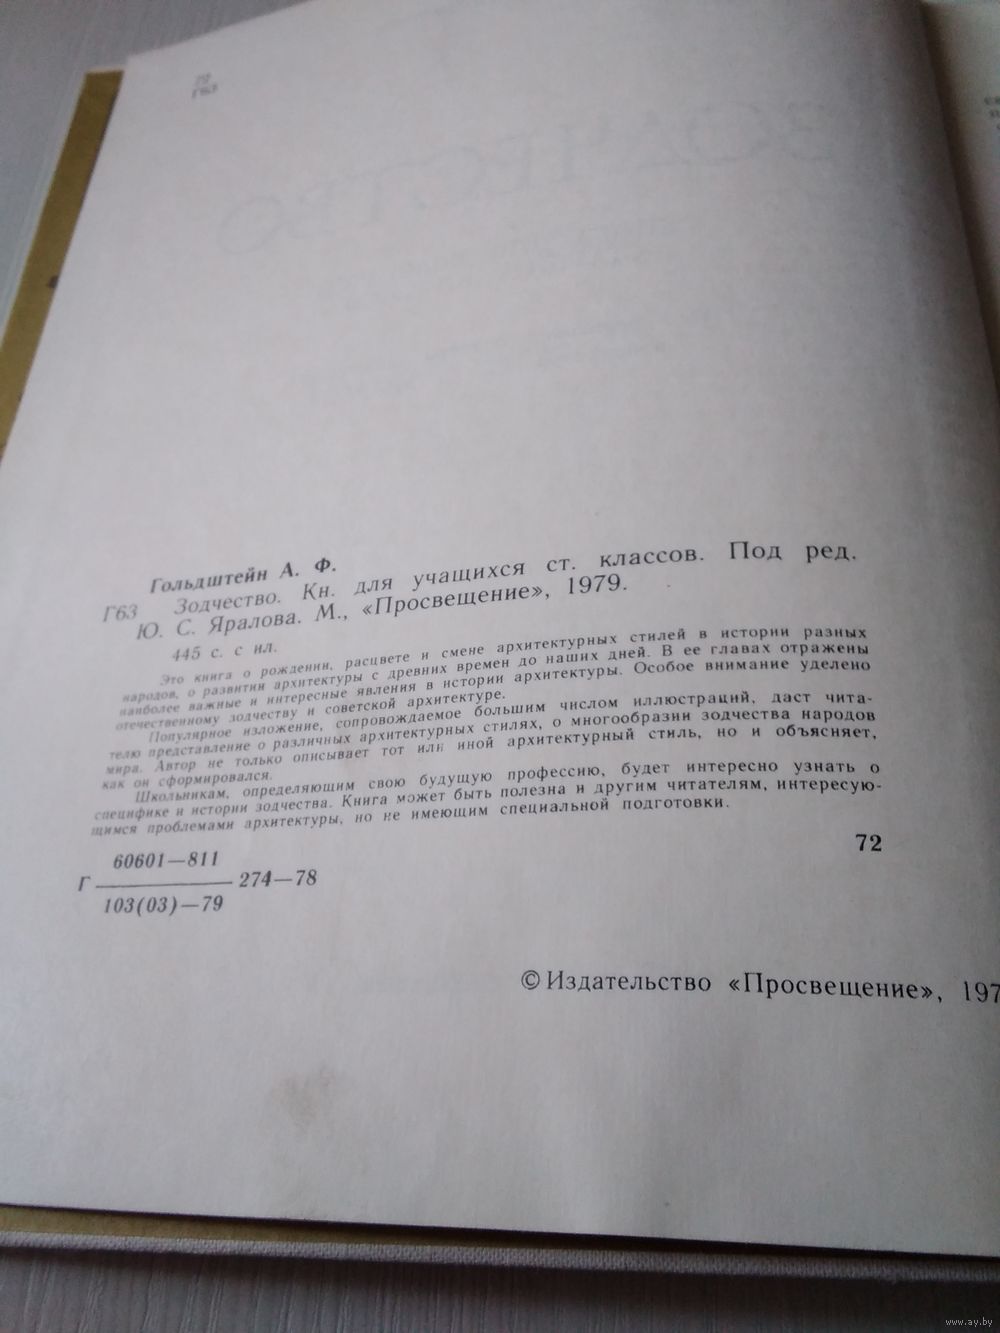 72
Г63
Гольдштейн А. Ф.
Г63 Зодчество. Кн. для учащихся ст. классов. Под ред.
Ю. С. Яралова. М., «Просвещение», 1979.
445 с. с ил.
Это книга о рождении, расцвете и смене архитектурных стилей в истории разных
народов, о развитии архитектуры с древних времен до наших дней. В ее главах отражены
наиболее важные и интересные явления в истории архитектуры. Особое внимание уделено
отечественному зодчеству и советской архитектуре.
Популярное изложение, сопровождаемое большим числом иллюстраций, даст чита-
телю представление о различных архитектурных стилях, о многообразии зодчества народов
мира. Автор не только описывает тот или иной архитектурный стиль, но и объясняет,
как он сформировался.
Школьникам, определяющим свою будущую профессию, будет интересно узнать о
специфике и истории зодчества. Книга может быть полезна и другим читателям, интересую-
щимся проблемами архитектуры, но не имеющим специальной подготовки.
60601—811
Г 274—78
103(03)—79
72
© Издательство «Просвещение», 197
www.ay.by